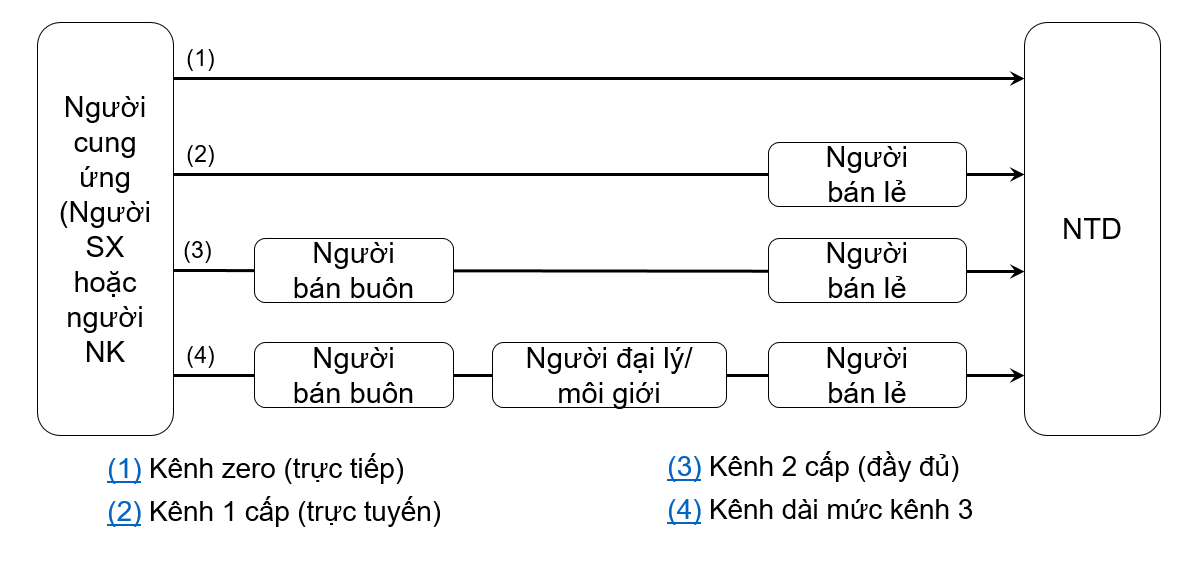 Người
cung
ứng
(Người
SX
hoặc
người
NK
(1)
(2)
Người
bán lẻ
(3)
Người
bán buôn
Người
bán lẻ
(4)
Người
bán buôn
Người đại lý/
môi giới
Người
bán lẻ
NTD
(1) Kênh zero (trực tiếp)
(2) Kênh 1 cấp (trực tuyến)
(3) Kênh 2 cấp (đầy đủ)
(4) Kênh dài mức kênh 3